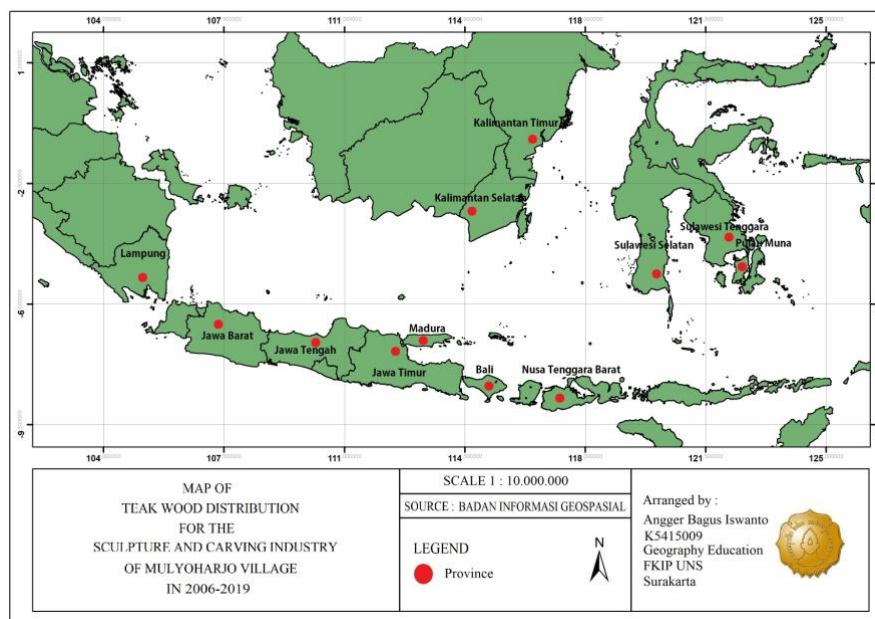 104 107 111 114 118 121 125
1
-2
-6
-9
Kalimantan Timur
Kalimantan Selatan
Sulawesi Tenggara
Pulau Muna
Sulawesi Selatan
Lampung
Jawa Barat
Jawa Tengah
Madura
Jawa Timur
Bali
Nusa Tenggara Barat
104 107 111 114 118 121 125
MAP OF
TEAK WOOD DISTRIBUTION
FOR THE
SCULPTURE AND CARVING INDUSTRY
OF MULYOHARJO VILLAGE
IN 2006-2019
SCALE 1 : 10.000.000
SOURCE : BADAN INFORMASI GEOSPASIAL
LEGEND
Province
N
Arranged by :
Angger Bagus Iswanto
K5415009
Geography Education
FKIP UNS
Surakarta